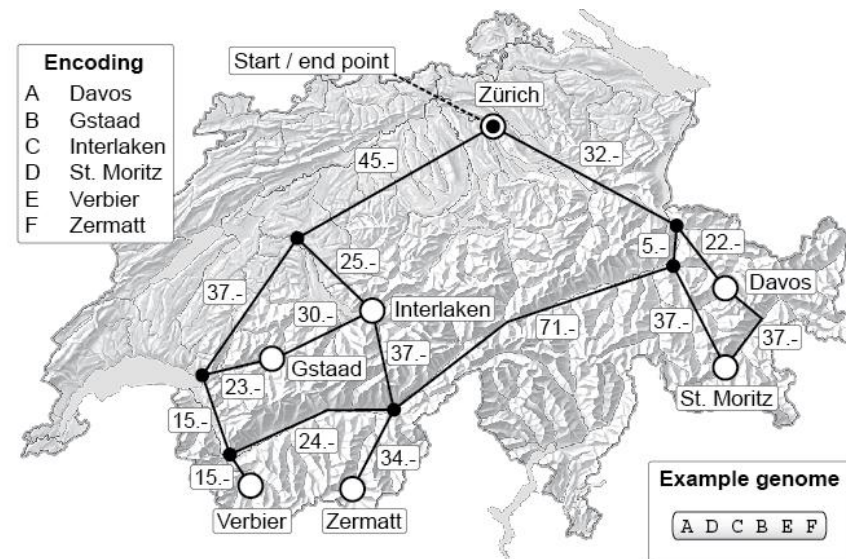 Encoding
A Davos
B Gstaad
C Interlaken
D St. Moritz
E Verbier
F Zermatt
Start / end point
Zürich
45.-
32.-
5.-
22.-
25.-
37.-
Davos
Interlaken
30.-
71.-
37.-
37.-
37.-
Gstaad
23.-
St. Moritz
15.-
24.-
34.-
15.-
Verbier
Zermatt
Example genome
A D C B E F